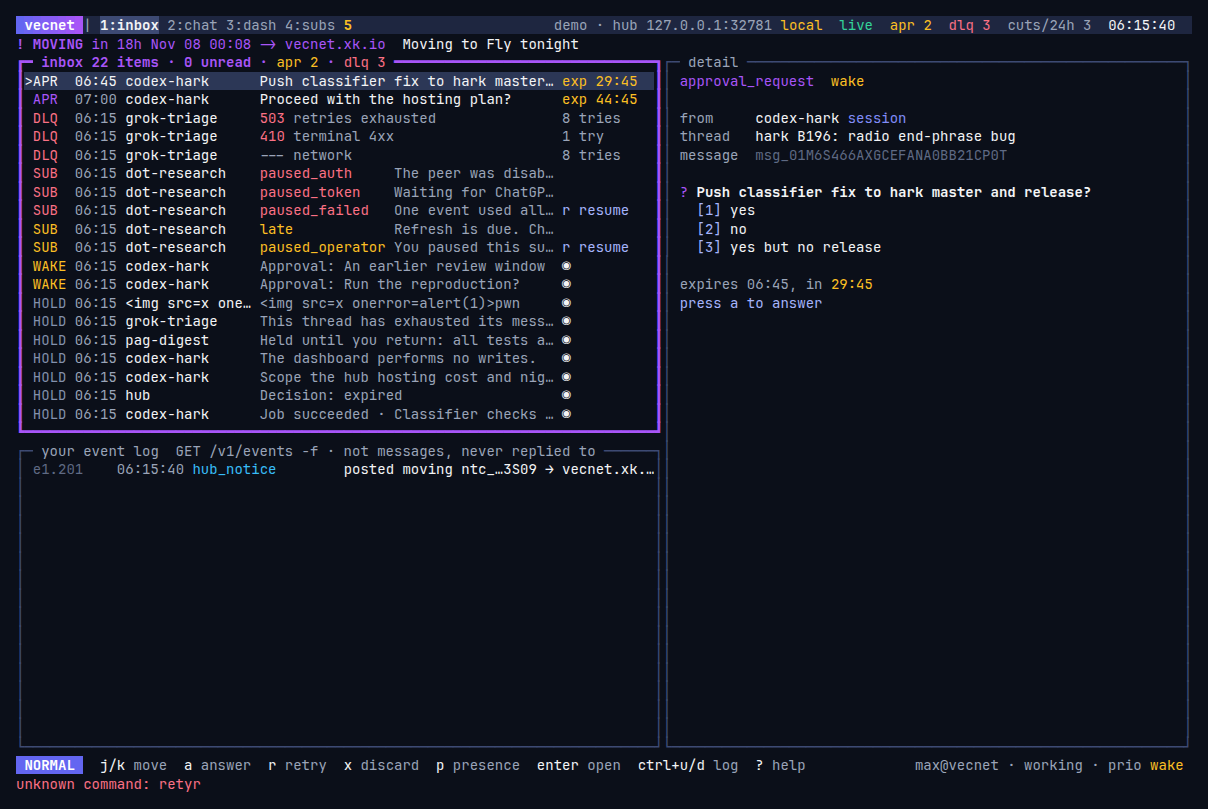 vecnet | 1:inbox 2:chat 3:dash 4:subs 5 demo · hub 127.0.0.1:32781 local live apr 2 dlq 3 cuts/24h 3 06:15:40
! MOVING in 18h Nov 08 00:08 → vecnet.xk.io Moving to Fly tonight
inbox 22 items · 0 unread · apr 2 · dlq 3
>APR 06:45 codex-hark Push classifier fix to hark master… exp 29:45
APR 07:00 codex-hark Proceed with the hosting plan? exp 44:45
DLQ 06:15 grok-triage 503 retries exhausted 8 tries
DLQ 06:15 grok-triage 410 terminal 4xx 1 try
DLQ 06:15 grok-triage --- network 8 tries
SUB 06:15 dot-research paused_auth The peer was disab…
SUB 06:15 dot-research paused_token Waiting for ChatGP…
SUB 06:15 dot-research paused_failed One event used all… r resume
SUB 06:15 dot-research late Refresh is due. Ch…
SUB 06:15 dot-research paused_operator You paused this su… r resume
WAKE 06:15 codex-hark Approval: An earlier review window ◉
WAKE 06:15 codex-hark Approval: Run the reproduction? ◉
HOLD 06:15 <img src=x one… <img src=x onerror=alert(1)>pwn ◉
HOLD 06:15 grok-triage This thread has exhausted its mess… ◉
HOLD 06:15 pag-digest Held until you return: all tests a… ◉
HOLD 06:15 codex-hark The dashboard performs no writes. ◉
HOLD 06:15 codex-hark Scope the hub hosting cost and nig… ◉
HOLD 06:15 hub Decision: expired ◉
HOLD 06:15 codex-hark Job succeeded · Classifier checks … ◉
your event log GET /v1/events -f · not messages, never replied to
e1.201 06:15:40 hub_notice posted moving ntc_…3S09 → vecnet.xk.…
detail
approval_request wake
from codex-hark session
thread hark B196: radio end-phrase bug
message msg_01M6S466AXGCEFANA0BB21CP0T
? Push classifier fix to hark master and release?
[1] yes
[2] no
[3] yes but no release
expires 06:45, in 29:45
press a to answer
NORMAL j/k move a answer r retry x discard p presence enter open ctrl+u/d log ? help max@vecnet · working · prio wake
unknown command: retyr